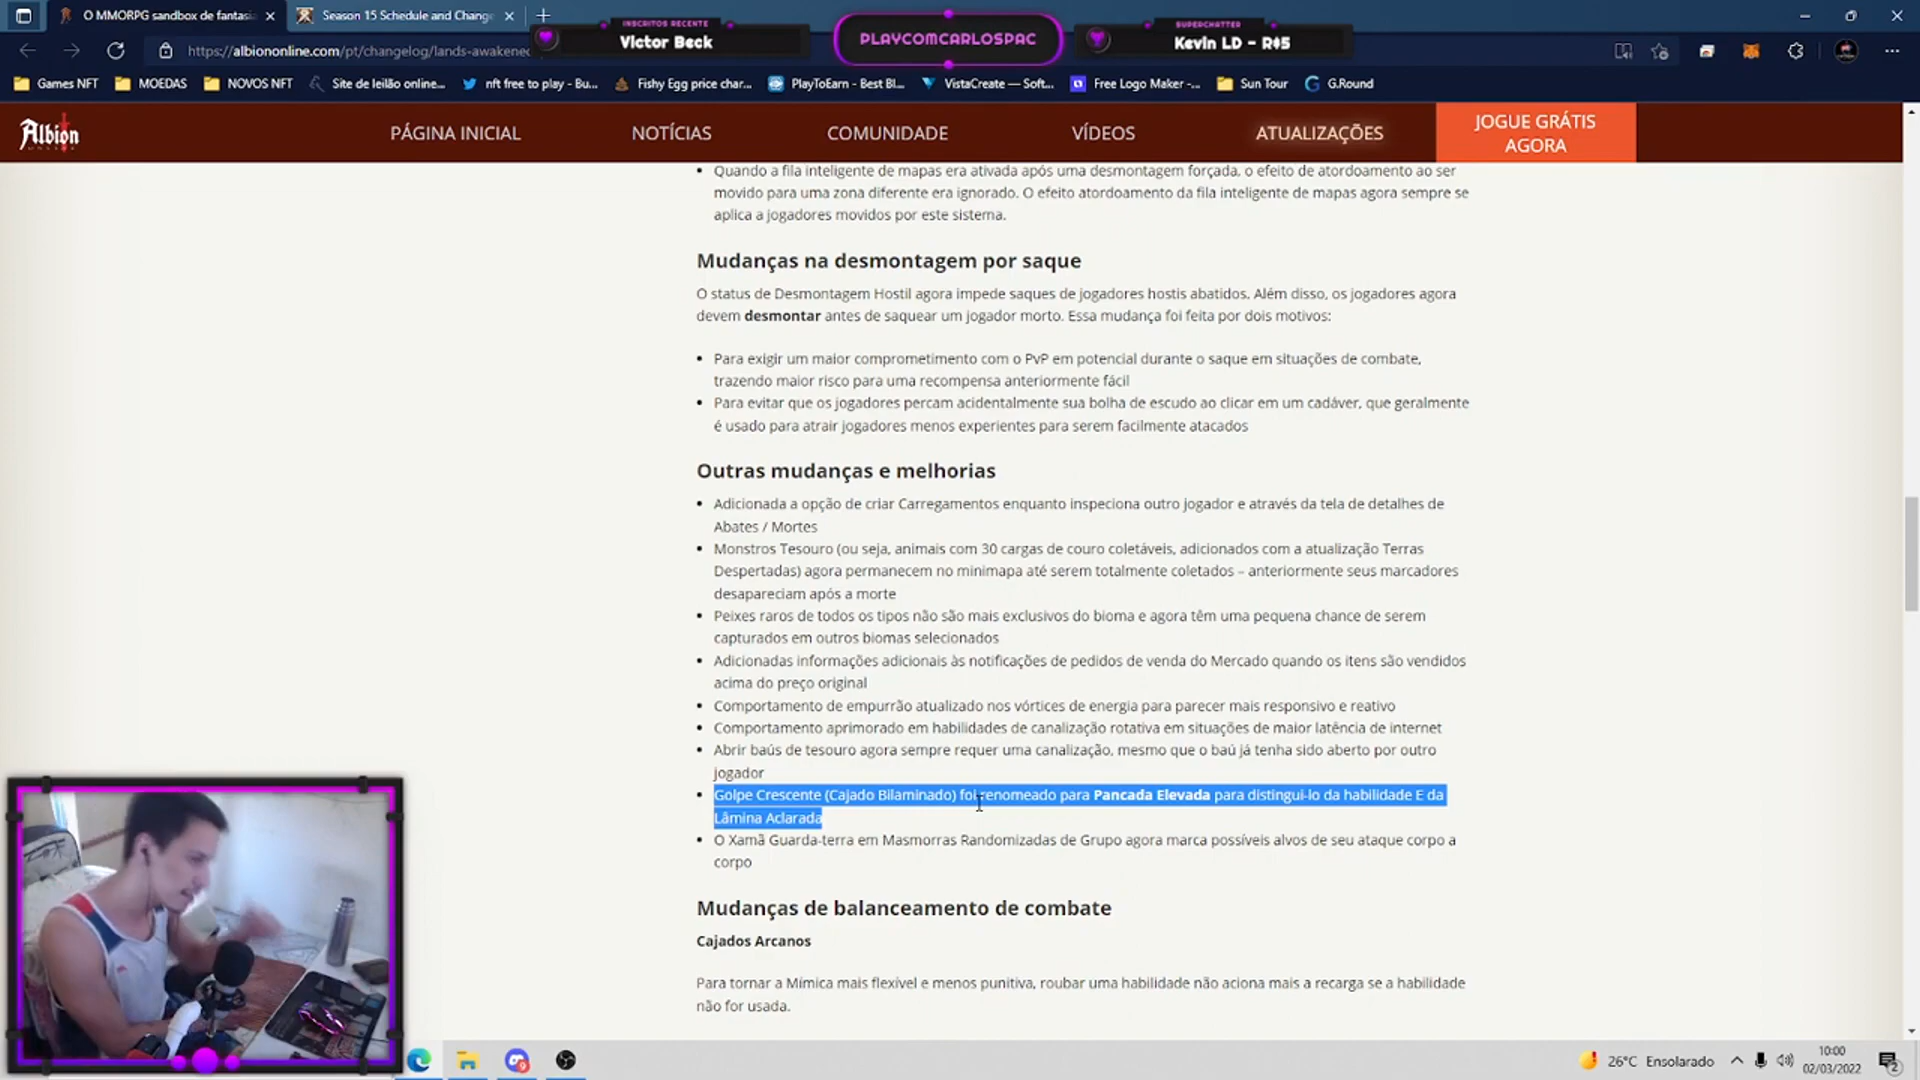 O MMORPG sandbox de fantasia
Season 15 Schedule and Change
INSCRITOS RECENTE
Victor Beck
PLAYCOMCARLOSPAC
SUPERCHATTER
Kevin LD - R$5
https://albiononline.com/pt/changelog/lands-awakened
Games NFT
MOEDAS
NOVOS NFT
Site de leilão online...
nft free to play - Bu...
Fishy Egg price char...
PlayToEarn - Best Bl...
VistaCreate — Soft...
Free Logo Maker -...
Sun Tour
G.Round
Albion
PÁGINA INICIAL
NOTÍCIAS
COMUNIDADE
VÍDEOS
ATUALIZAÇÕES
JOGUE GRÁTIS
AGORA
• Quando a fila inteligente de mapas era ativada após uma desmontagem forçada, o efeito de atordoamento ao ser
movido para uma zona diferente era ignorado. O efeito atordoamento da fila inteligente de mapas agora sempre se
aplica a jogadores movidos por este sistema.
Mudanças na desmontagem por saque
O status de Desmontagem Hostil agora impede saques de jogadores hostis abatidos. Além disso, os jogadores agora
devem desmontar antes de saquear um jogador morto. Essa mudança foi feita por dois motivos:
• Para exigir um maior comprometimento com o PvP em potencial durante o saque em situações de combate,
trazendo maior risco para uma recompensa anteriormente fácil
• Para evitar que os jogadores percam acidentalmente sua bolha de escudo ao clicar em um cadáver, que geralmente
é usado para atrair jogadores menos experientes para serem facilmente atacados
Outras mudanças e melhorias
• Adicionada a opção de criar Carregamentos enquanto inspeciona outro jogador e através da tela de detalhes de
Abates / Mortes
• Monstros Tesouro (ou seja, animais com 30 cargas de couro coletáveis, adicionados com a atualização Terras
Despertadas) agora permanecem no minimapa até serem totalmente coletados – anteriormente seus marcadores
desapareciam após a morte
• Peixes raros de todos os tipos não são mais exclusivos do bioma e agora têm uma pequena chance de serem
capturados em outros biomas selecionados
• Adicionadas informações adicionais às notificações de pedidos de venda do Mercado quando os itens são vendidos
acima do preço original
• Comportamento de empurrão atualizado nos vórtices de energia para parecer mais responsivo e reativo
• Comportamento aprimorado em habilidades de canalização rotativa em situações de maior latência de internet
• Abrir baús de tesouro agora sempre requer uma canalização, mesmo que o baú já tenha sido aberto por outro
jogador
• Golpe Crescente (Cajado Bilaminado) foi renomeado para Pancada Elevada para distingui-lo da habilidade E da
Lâmina Aclarada
• O Xamã Guarda-terra em Masmorras Randomizadas de Grupo agora marca possíveis alvos de seu ataque corpo a
corpo
Mudanças de balanceamento de combate
Cajados Arcanos
Para tornar a Mímica mais flexível e menos punitiva, roubar uma habilidade não aciona mais a recarga se a habilidade
não for usada.
26°C Ensolarado
10:00
02/03/2022